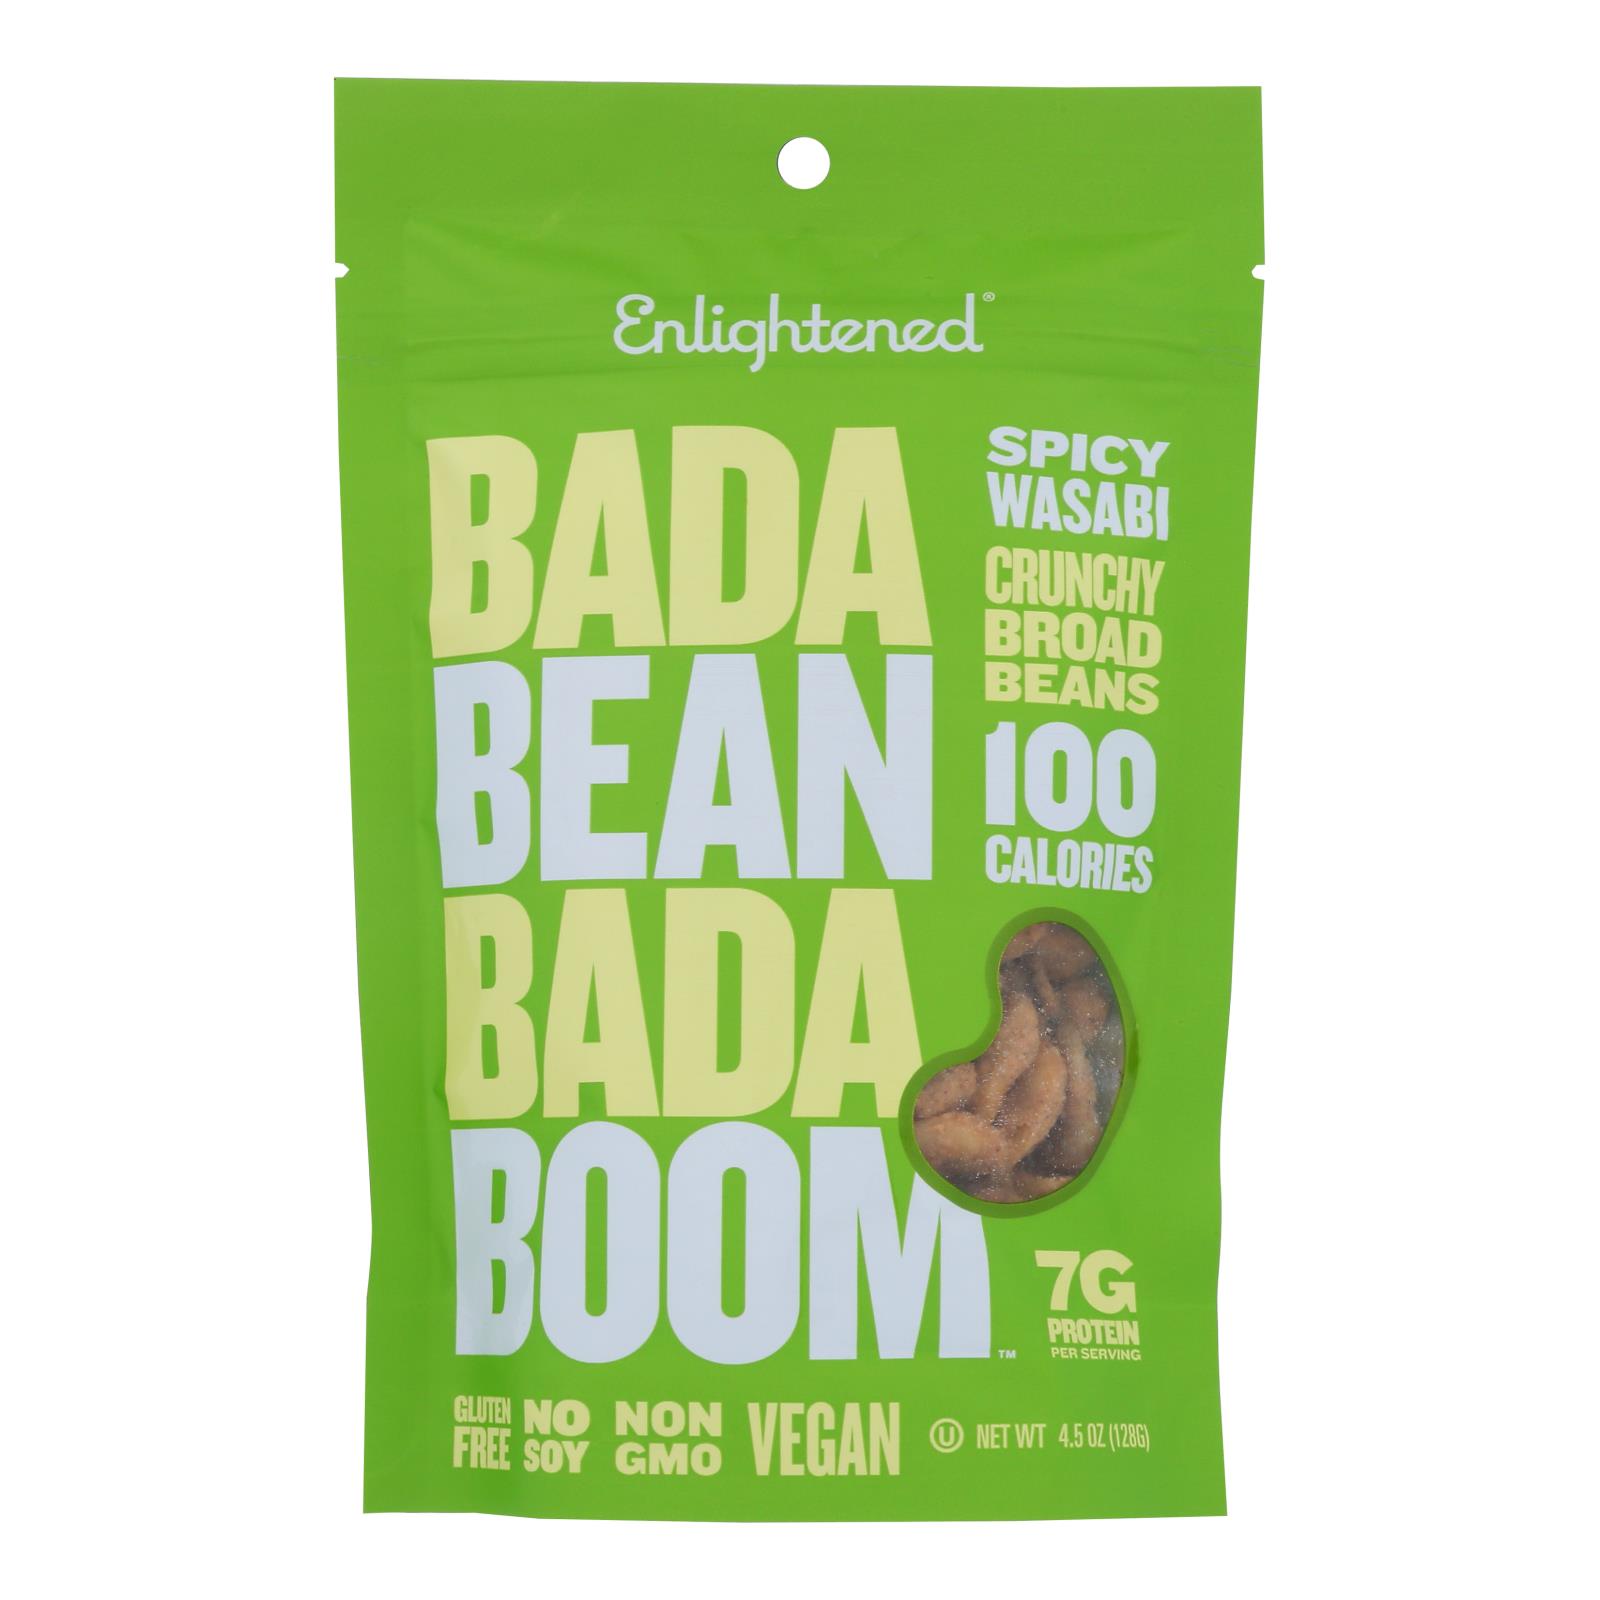 Enlightened®
BADA
BEAN
BADA
BOOM™
SPICY
WASABI
CRUNCHY
BROAD
BEANS
100
CALORIES
7G
PROTEIN
PER SERVING
GLUTEN
FREE
NO
SOY
NON
GMO
VEGAN
U
NET WT 4.5 OZ (128G)